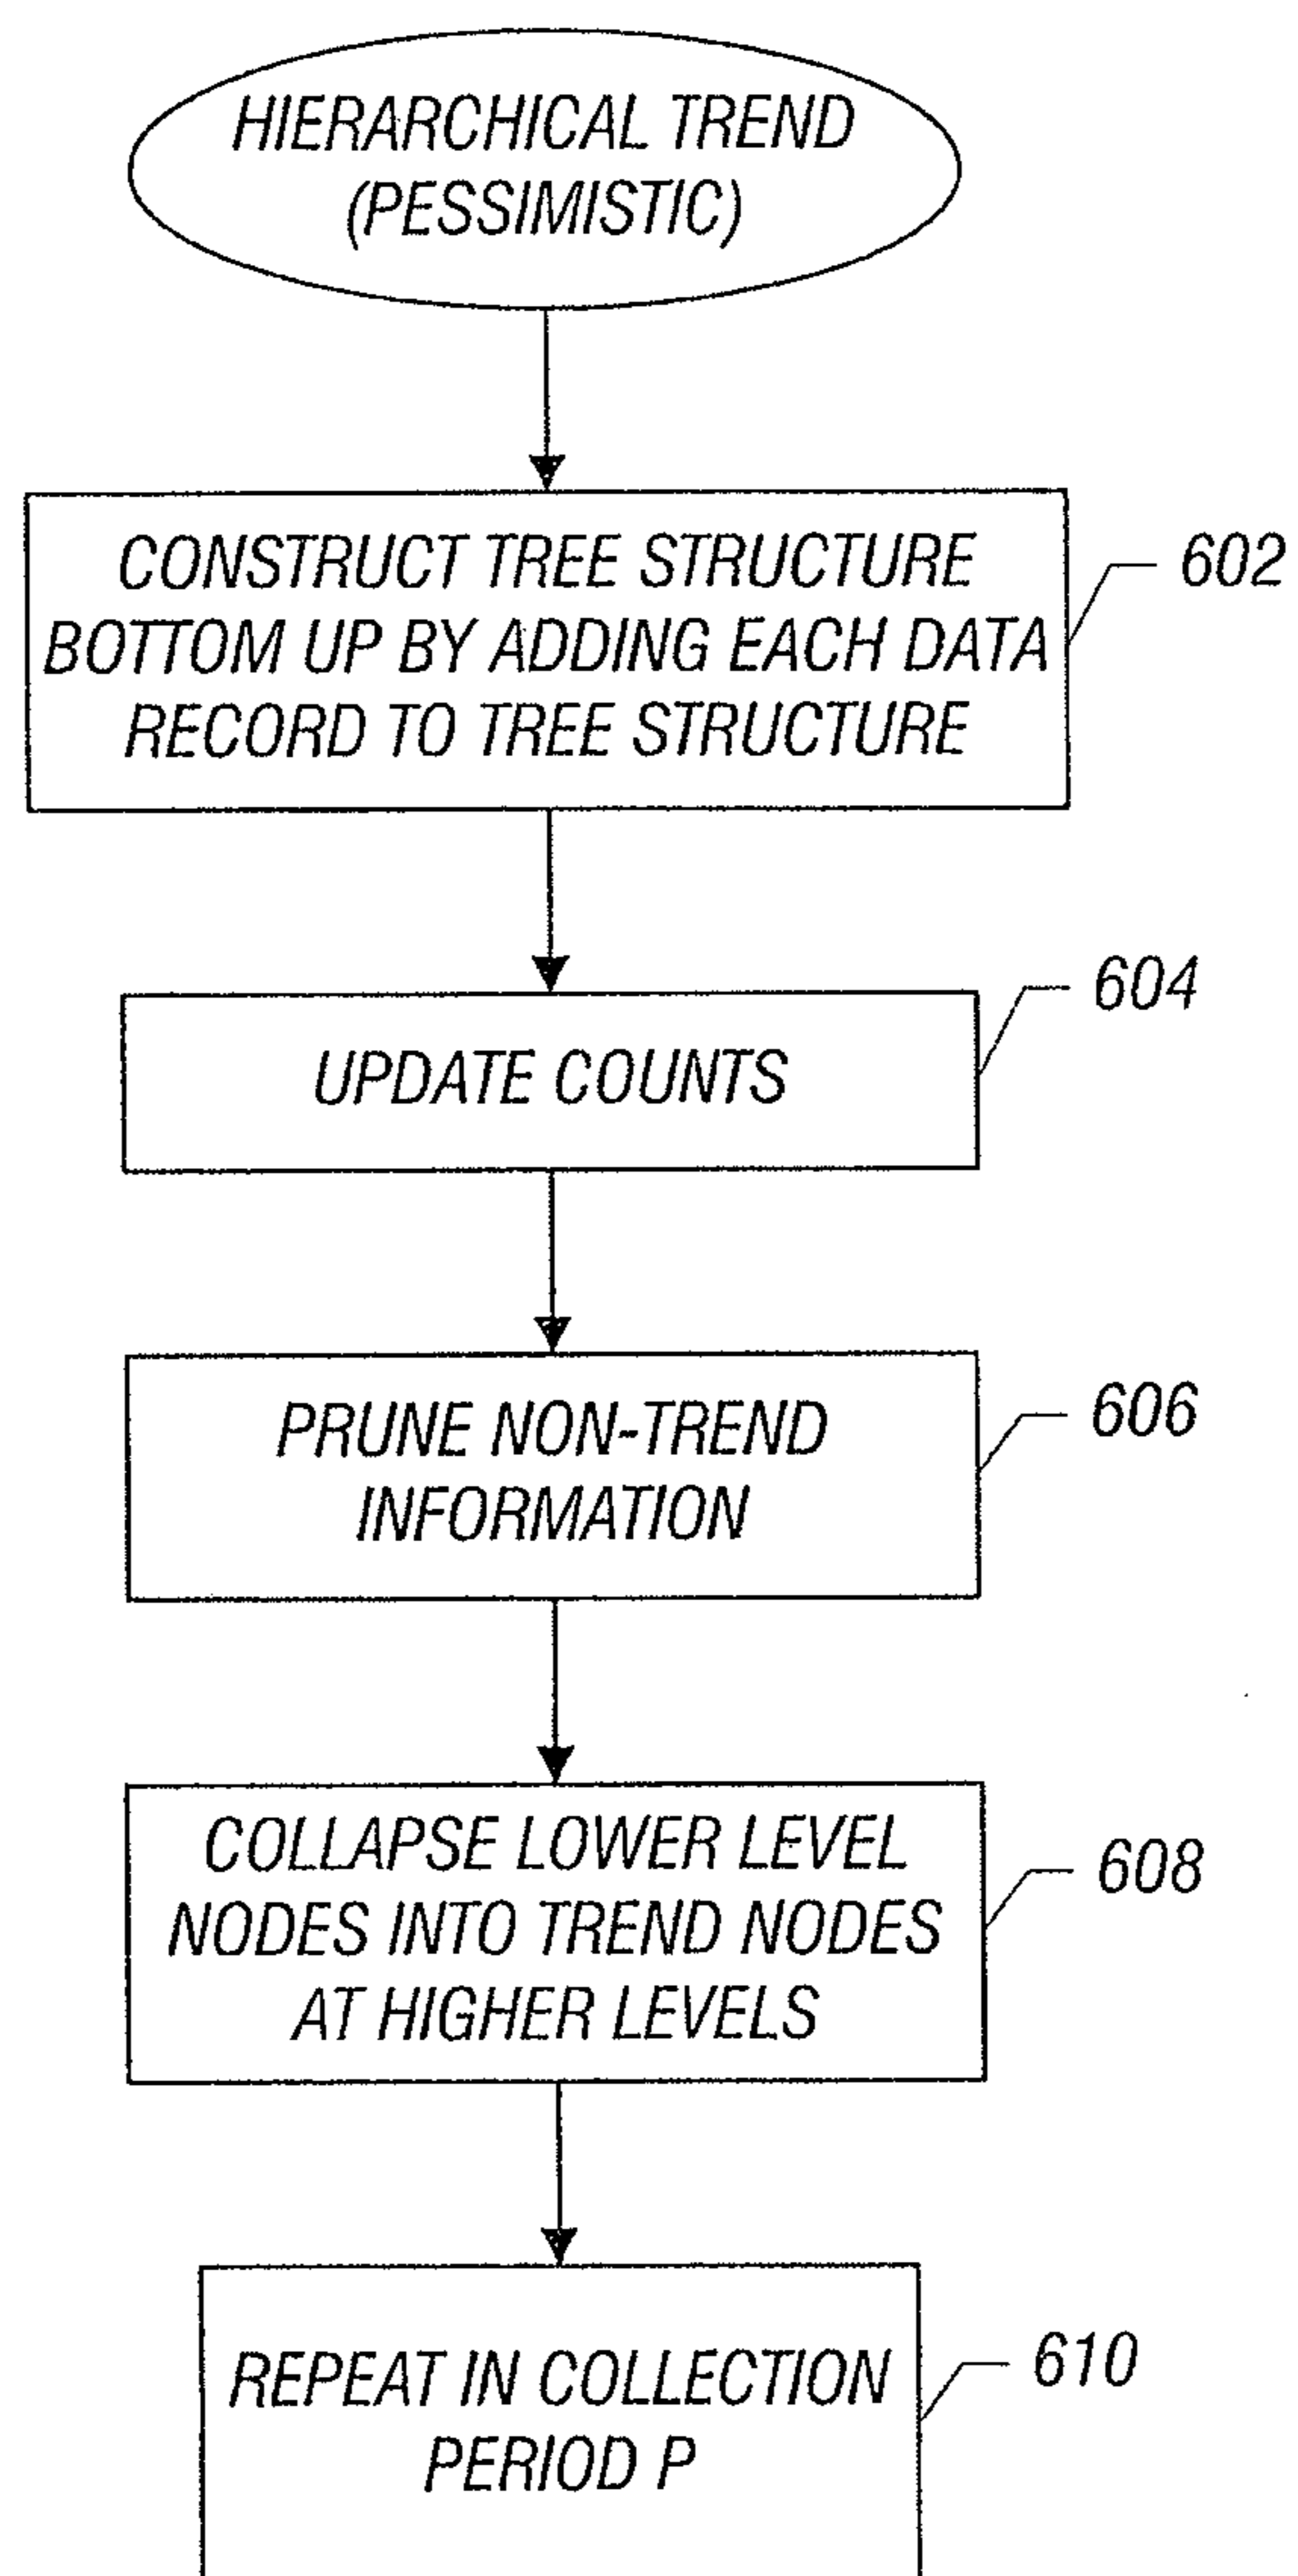 HIERARCHICAL TREND
(PESSIMISTIC)
CONSTRUCT TREE STRUCTURE
BOTTOM UP BY ADDING EACH DATA
RECORD TO TREE STRUCTURE
602
UPDATE COUNTS
604
PRUNE NON-TREND
INFORMATION
606
COLLAPSE LOWER LEVEL
NODES INTO TREND NODES
AT HIGHER LEVELS
608
REPEAT IN COLLECTION
PERIOD P
610